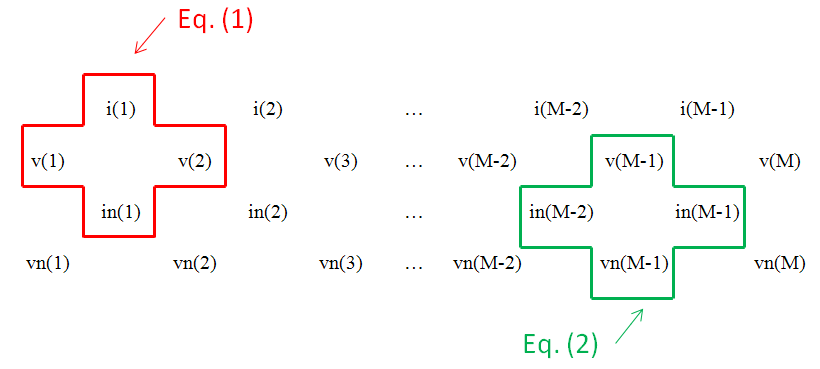 Eq. (1)
i(1) i(2) ... i(M-2) i(M-1)
v(1) v(2) v(3) ... v(M-2) v(M-1) v(M)
in(1) in(2) ... in(M-2) in(M-1)
vn(1) vn(2) vn(3) ... vn(M-2) vn(M-1) vn(M)
Eq. (2)